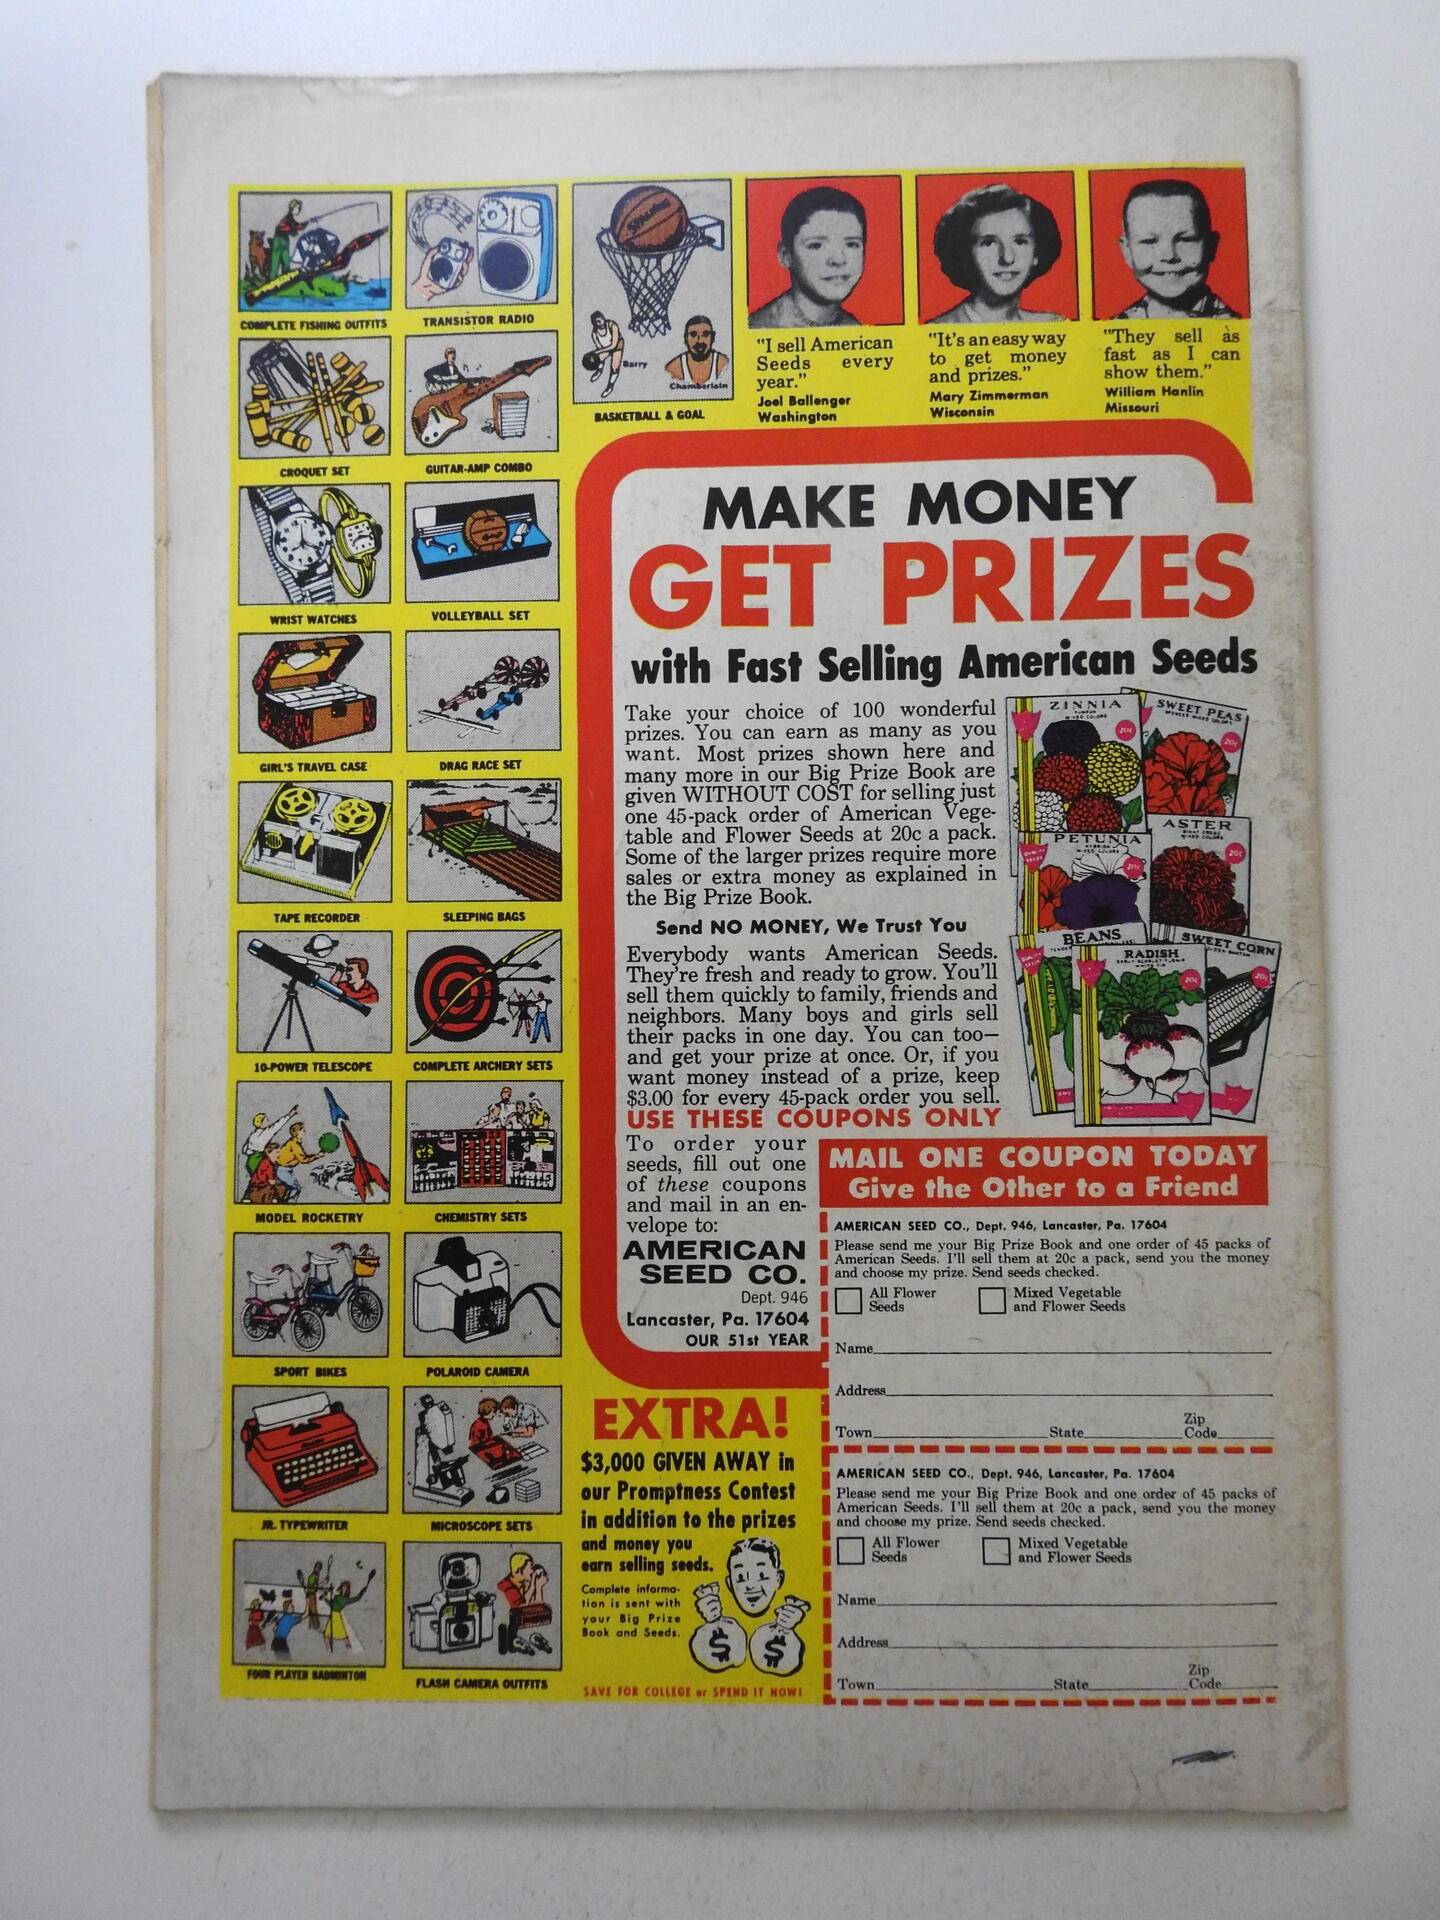 COMPLETE FISHING OUTFITS
TRANSISTOR RADIO
SPALDING
Barry
Chamberlain
BASKETBALL & GOAL
CROQUET SET
GUITAR-AMP COMBO
WRIST WATCHES
VOLLEYBALL SET
GIRL'S TRAVEL CASE
DRAG RACE SET
TAPE RECORDER
SLEEPING BAGS
10-POWER TELESCOPE
COMPLETE ARCHERY SETS
MODEL ROCKETRY
CHEMISTRY SETS
SPORT BIKES
POLAROID CAMERA
JR. TYPEWRITER
MICROSCOPE SETS
FOUR PLAYER BADMINTON
FLASH CAMERA OUTFITS
"I sell American
Seeds every
year."
Joel Ballenger
Washington
"It's an easy way
to get money
and prizes."
Mary Zimmerman
Wisconsin
"They sell as
fast as I can
show them."
William Hanlin
Missouri
MAKE MONEY
GET PRIZES
with Fast Selling American Seeds
Take your choice of 100 wonderful
prizes. You can earn as many as you
want. Most prizes shown here and
many more in our Big Prize Book are
given WITHOUT COST for selling just
one 45-pack order of American Vege-
table and Flower Seeds at 20c a pack.
Some of the larger prizes require more
sales or extra money as explained in
the Big Prize Book.
Send NO MONEY, We Trust You
Everybody wants American Seeds.
They're fresh and ready to grow. You'll
sell them quickly to family, friends and
neighbors. Many boys and girls sell
their packs in one day. You can too—
and get your prize at once. Or, if you
want money instead of a prize, keep
$3.00 for every 45-pack order you sell.
USE THESE COUPONS ONLY
ZINNIA
MIXED COLORS
20c
SWEET PEAS
MIXED COLORS
20c
PETUNIA
MIXED COLORS
20c
ASTER
MIXED COLORS
20c
BEANS
SWEET CORN
20c
RADISH
20c
To order your
seeds, fill out one
of these coupons
and mail in an en-
velope to:
AMERICAN
SEED CO.
Dept. 946
Lancaster, Pa. 17604
OUR 51st YEAR
MAIL ONE COUPON TODAY
Give the Other to a Friend
AMERICAN SEED CO., Dept. 946, Lancaster, Pa. 17604
Please send me your Big Prize Book and one order of 45 packs of
American Seeds. I'll sell them at 20c a pack, send you the money
and choose my prize. Send seeds checked.
All Flower
Seeds
Mixed Vegetable
and Flower Seeds
Name
Address
Town State Zip Code
AMERICAN SEED CO., Dept. 946, Lancaster, Pa. 17604
Please send me your Big Prize Book and one order of 45 packs of
American Seeds. I'll sell them at 20c a pack, send you the money
and choose my prize. Send seeds checked.
All Flower
Seeds
Mixed Vegetable
and Flower Seeds
Name
Address
Town State Zip Code
EXTRA!
$3,000 GIVEN AWAY in
our Promptness Contest
in addition to the prizes
and money you
earn selling seeds.
Complete informa-
tion is sent with
your Big Prize
Book and Seeds.
$ $
SAVE FOR COLLEGE or SPEND IT NOW!